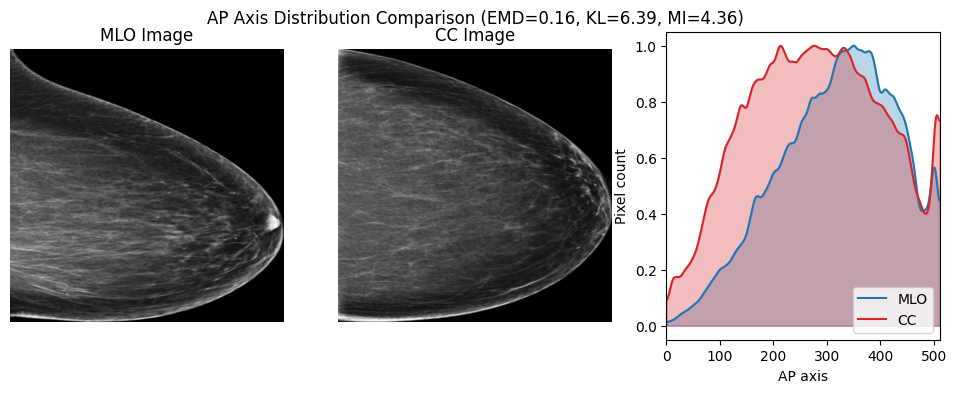 AP Axis Distribution Comparison (EMD=0.16, KL=6.39, MI=4.36)
MLO Image
CC Image
Pixel count
1.0
0.8
0.6
0.4
0.2
0.0
0 100 200 300 400 500
AP axis
MLO
CC